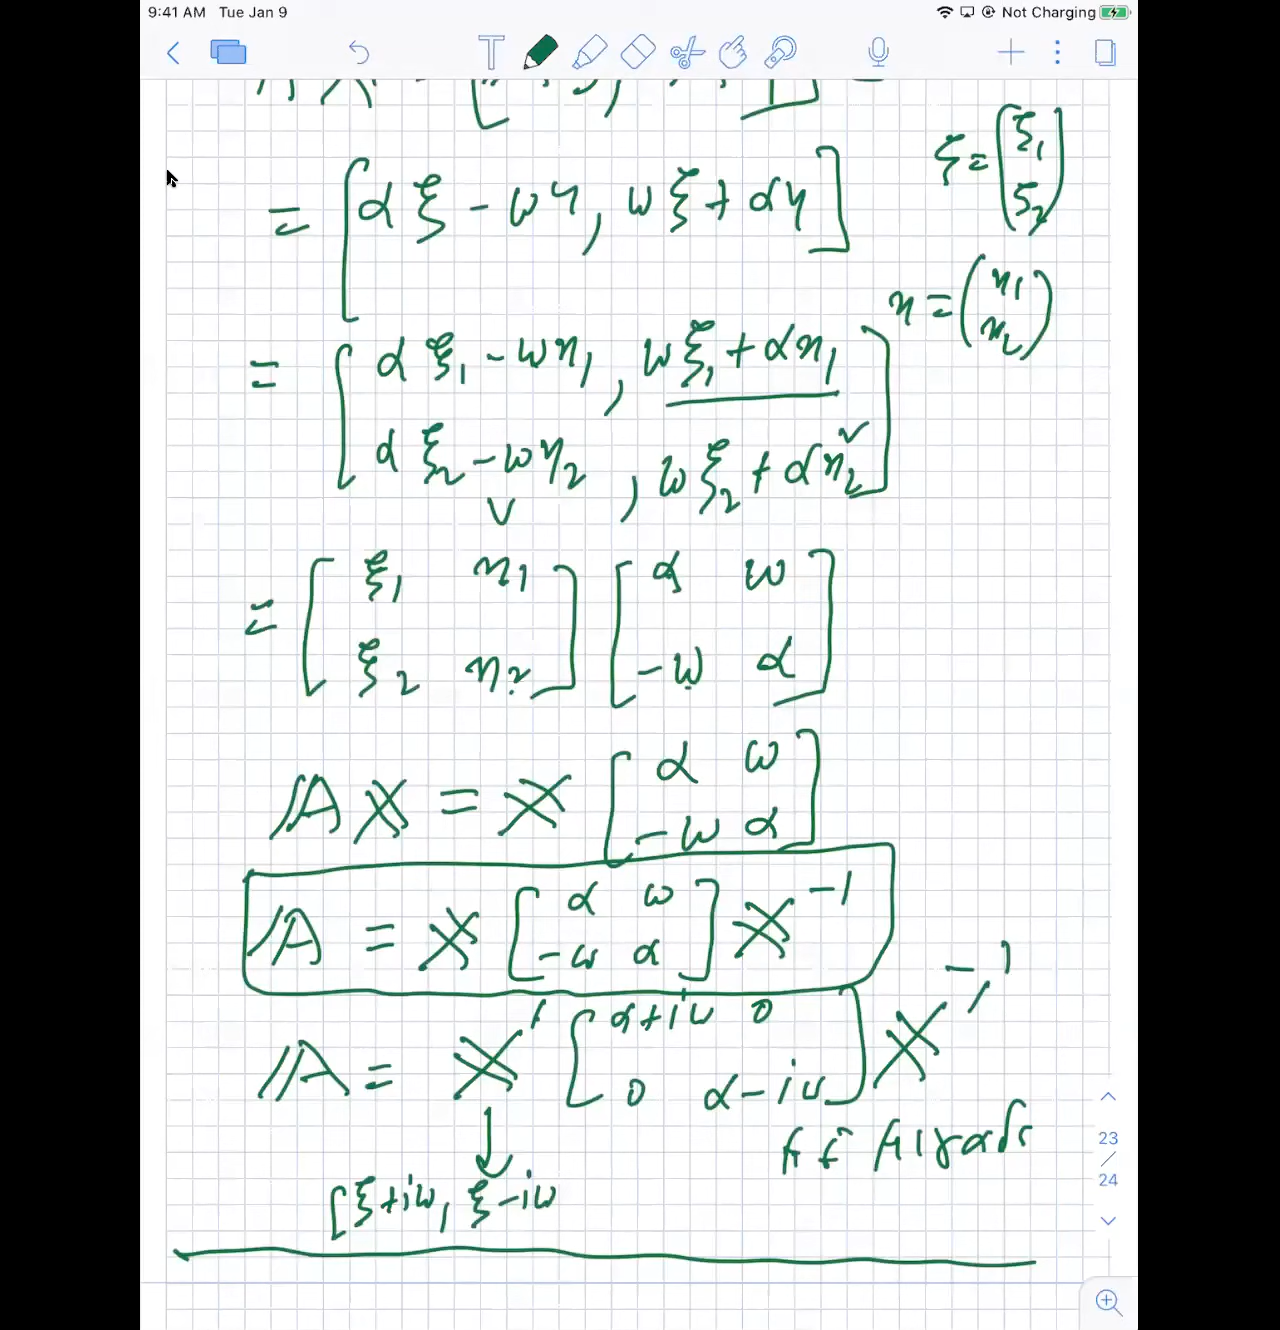 9:41 AM Tue Jan 9
Not Charging
T
= [αξ - ωη, ωξ + αη]
ξ = (ξ₁
ξ₂)
η = (η₁
η₂)
= [αξ₁ - ωη₁, ωξ₁ + αη₁
αξ₂ - ωη₂, ωξ₂ + αη₂]
= [ξ₁ η₁ [α ω
ξ₂ η₂] -ω α]
AX = X [α ω
-ω α]
A = X [α ω
-ω α] X⁻¹
A = X' [α+iω 0
0 α-iω] X'⁻¹
[ξ+iω, ξ-iω
23
/
24